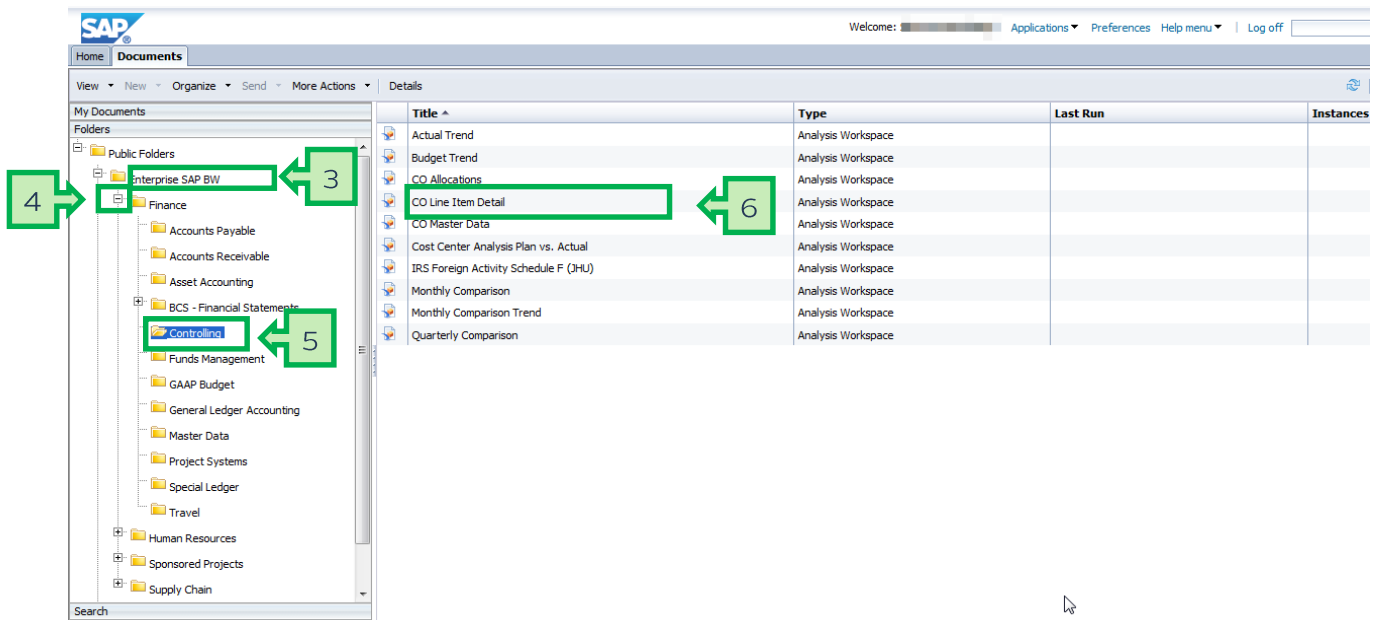 SAP
Welcome: Applications Preferences Help menu | Log off
Home Documents
View New Organize Send More Actions Details
My Documents
Folders
Public Folders
Enterprise SAP BW
Finance
Accounts Payable
Accounts Receivable
Asset Accounting
BCS - Financial Statements
Controlling
Funds Management
GAAP Budget
General Ledger Accounting
Master Data
Project Systems
Special Ledger
Travel
Human Resources
Sponsored Projects
Supply Chain
Search
Title Type Last Run Instances
Actual Trend Analysis Workspace
Budget Trend Analysis Workspace
CO Allocations Analysis Workspace
CO Line Item Detail Analysis Workspace
CO Master Data Analysis Workspace
Cost Center Analysis Plan vs. Actual Analysis Workspace
IRS Foreign Activity Schedule F (JHU) Analysis Workspace
Monthly Comparison Analysis Workspace
Monthly Comparison Trend Analysis Workspace
Quarterly Comparison Analysis Workspace
3
4
5
6